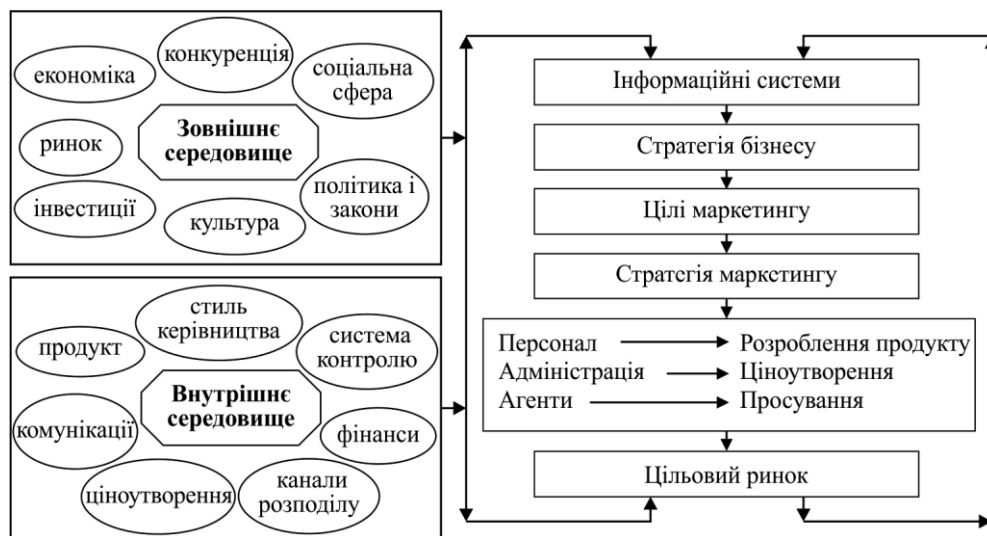 економіка
конкуренція
соціальна
сфера
ринок
Зовнішнє
середовище
інвестиції
культура
політика і
закони
стиль
керівництва
продукт
система
контролю
Внутрішнє
середовище
комунікації
фінанси
ціноутворення
канали
розподілу
Інформаційні системи
Стратегія бізнесу
Цілі маркетингу
Стратегія маркстингу
Персонал Розроблення продукту
Адміністрація Ціноутворення
Агенти Просування
Цільовий ринок